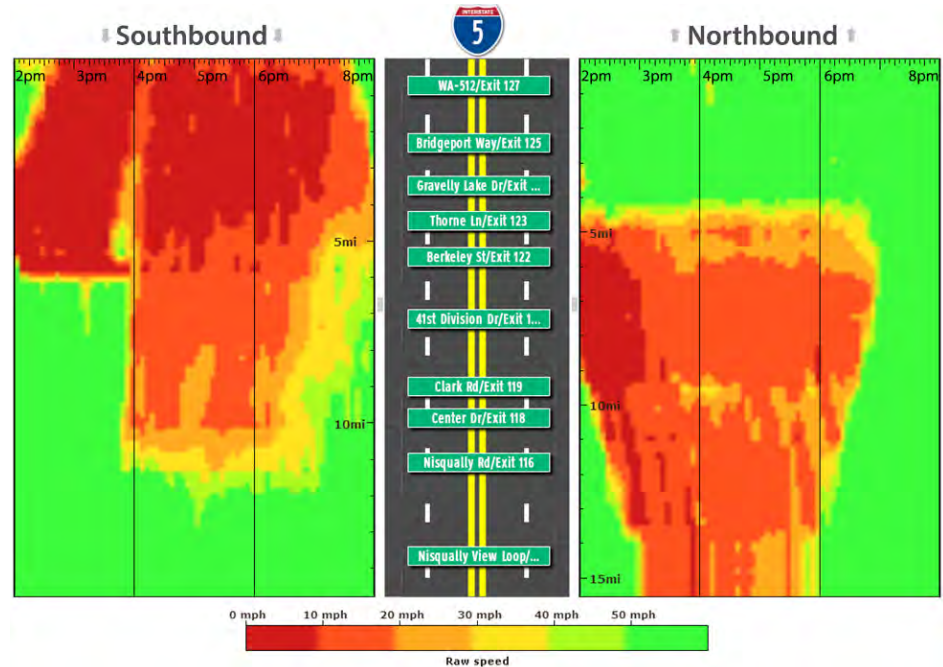 Southbound
INTERSTATE
5
Northbound
2pm 3pm 4pm 5pm 8pm
2pm 3pm 4pm 5pm 8pm
WA-512/Exit 127
Bridgeport Way/Exit 125
Gravelly Lake Dr/Exit ...
Thorne Ln/Exit 123
5mi
5mi
Berkeley St/Exit 122
41st Division Dr/Exit 1...
Clark Rd/Exit 119
10mi
Center Dr/Exit 118
10mi
Nisqually Rd/Exit 116
Nisqually View Loop/...
15mi
0 mph 10 mph 20 mph 30 mph 40 mph 50 mph
Raw speed